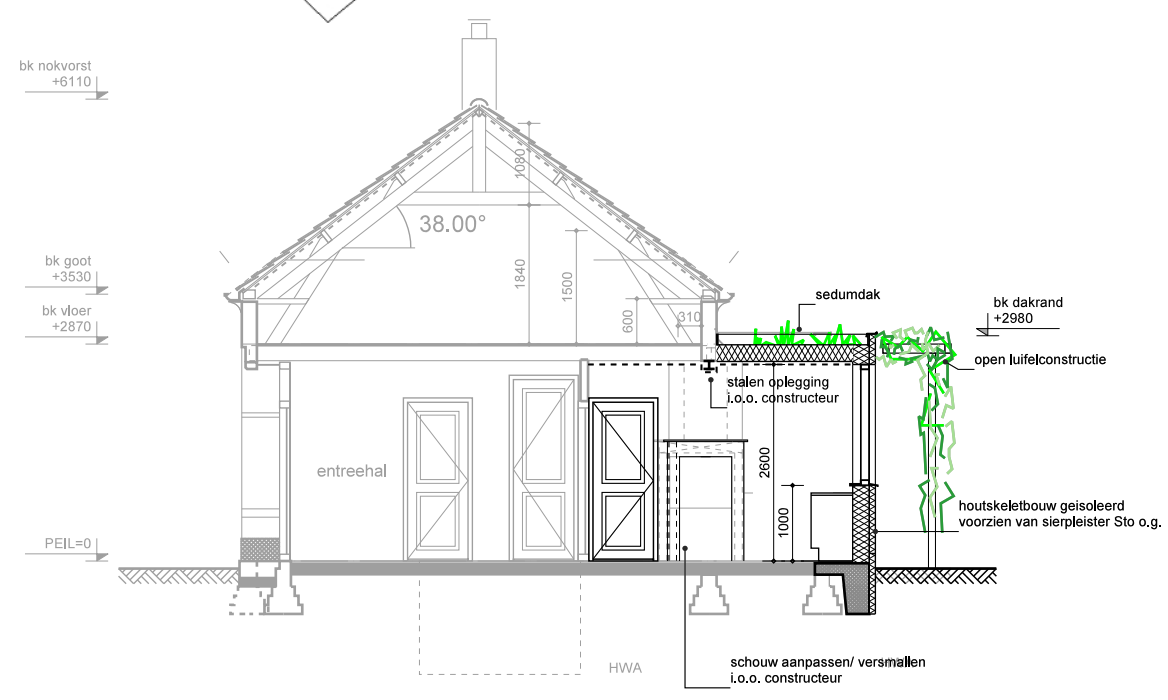 bk nokvorst
+6110
1080
38.00°
bk goot
+3530
1840
1500
sedumdak
bk dakrand
+2980
bk vloer
+2870
600
310
open luifelconstructie
stalen oplegging
i.o.o. constructeur
entreehal
2600
1000
houtskeletbouw geisoleerd
voorzien van sierpleister Sto o.g.
PEIL=0
HWA
schouw aanpassen/ versmallen
i.o.o. constructeur